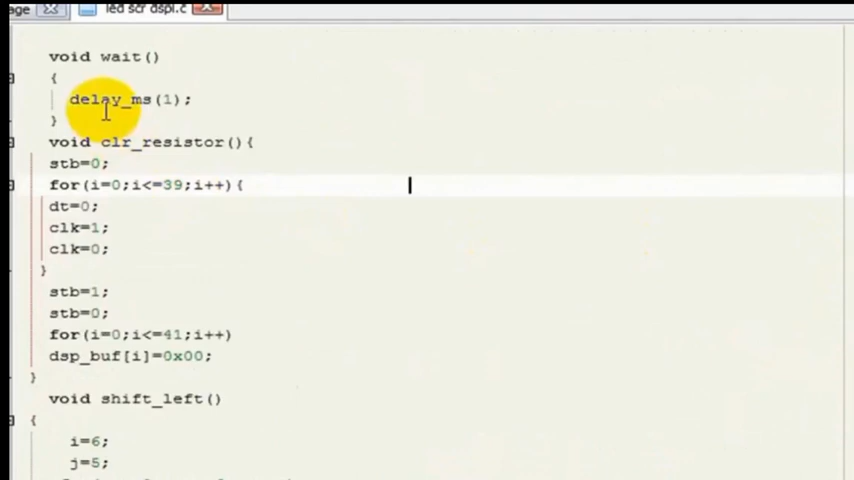 age
led scr dspl.c
void wait()
{
delay_ms(1);
}
void clr_resistor(){
stb=0;
for(i=0;i<=39;i++){
dt=0;
clk=1;
clk=0;
}
stb=1;
stb=0;
for(i=0;i<=41;i++)
dsp_buf[i]=0x00;
}
void shift_left()
{
i=6;
j=5;